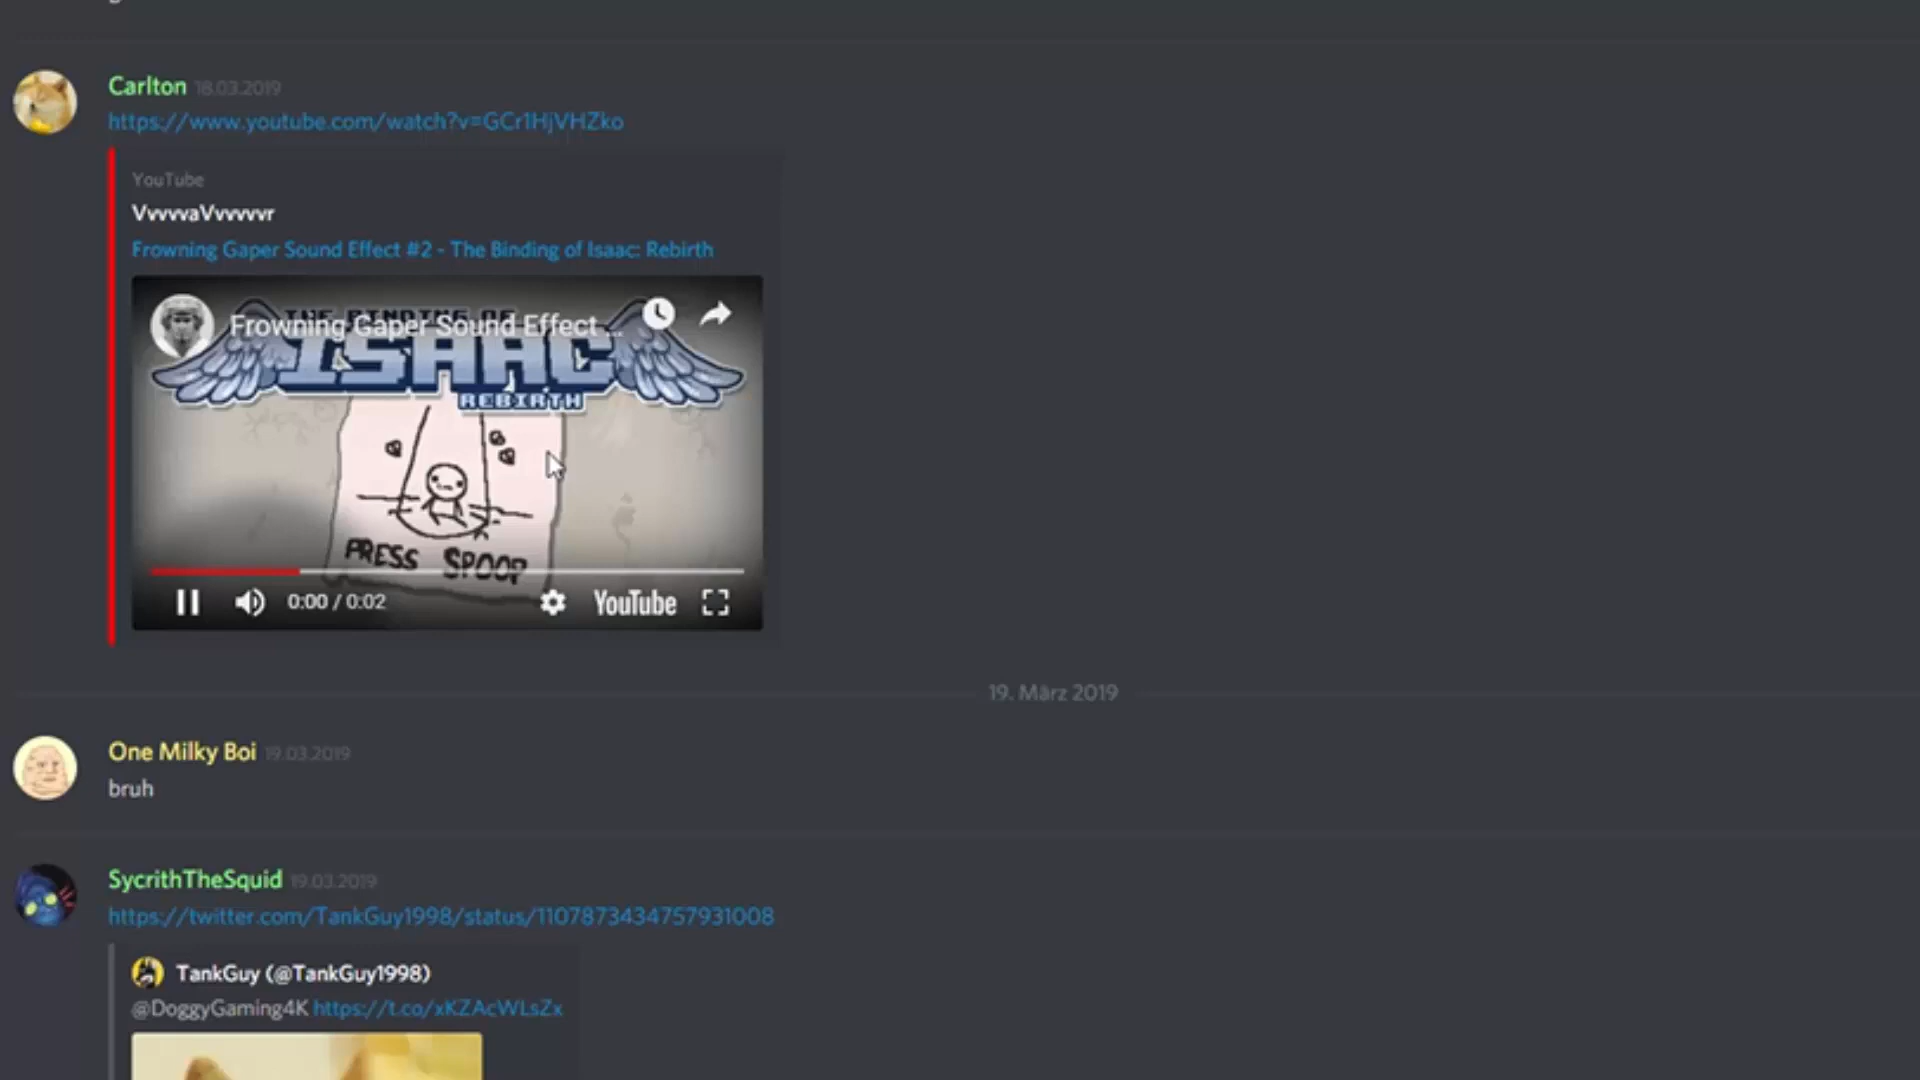 Carlton 18.03.2019
https://www.youtube.com/watch?v=GCr1HjVHZko
YouTube
VvvvvaVvvvvvr
Frowning Gaper Sound Effect #2 - The Binding of Isaac: Rebirth
THE BINDING OF
Frowning Gaper Sound Effect ...
ISAAC
REBIRTH
PRESS SPOOP
0:00 / 0:02 YouTube
19. März 2019
One Milky Boi 19.03.2019
bruh
SycrithTheSquid 19.03.2019
https://twitter.com/TankGuy1998/status/1107873434757931008
TankGuy (@TankGuy1998)
@DoggyGaming4K https://t.co/xKZAcWLsZx